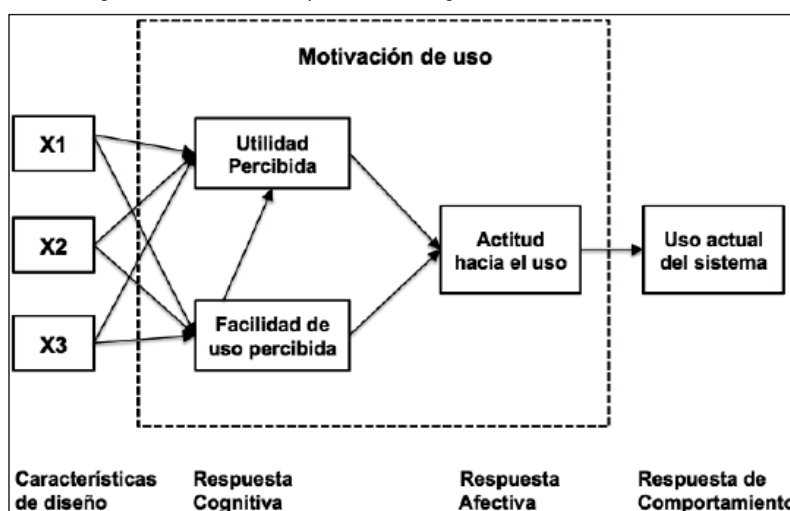 Motivación de uso
X1
X2
X3
Utilidad
Percibida
Facilidad de
uso percibida
Actitud
hacia el uso
Uso actual
del sistema
Características
de diseño
Respuesta
Cognitiva
Respuesta
Afectiva
Respuesta de
Comportamiento